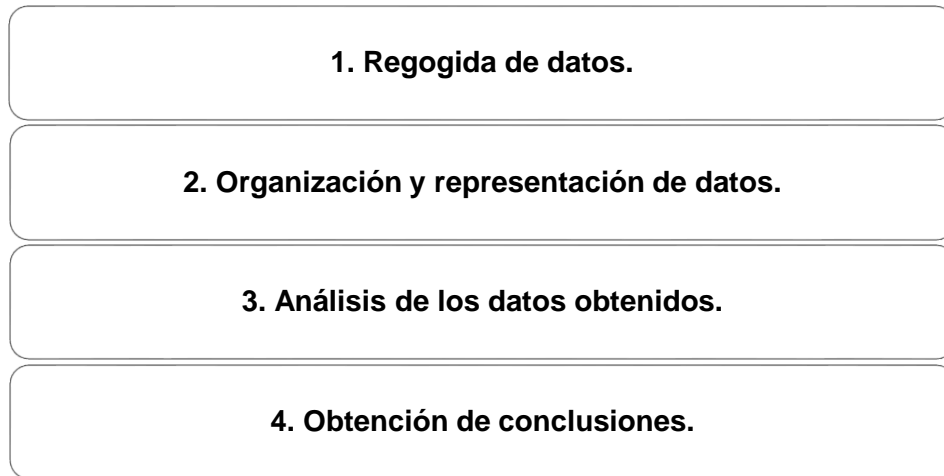 1. Regogida de datos.
2. Organización y representación de datos.
3. Análisis de los datos obtenidos.
4. Obtención de conclusiones.